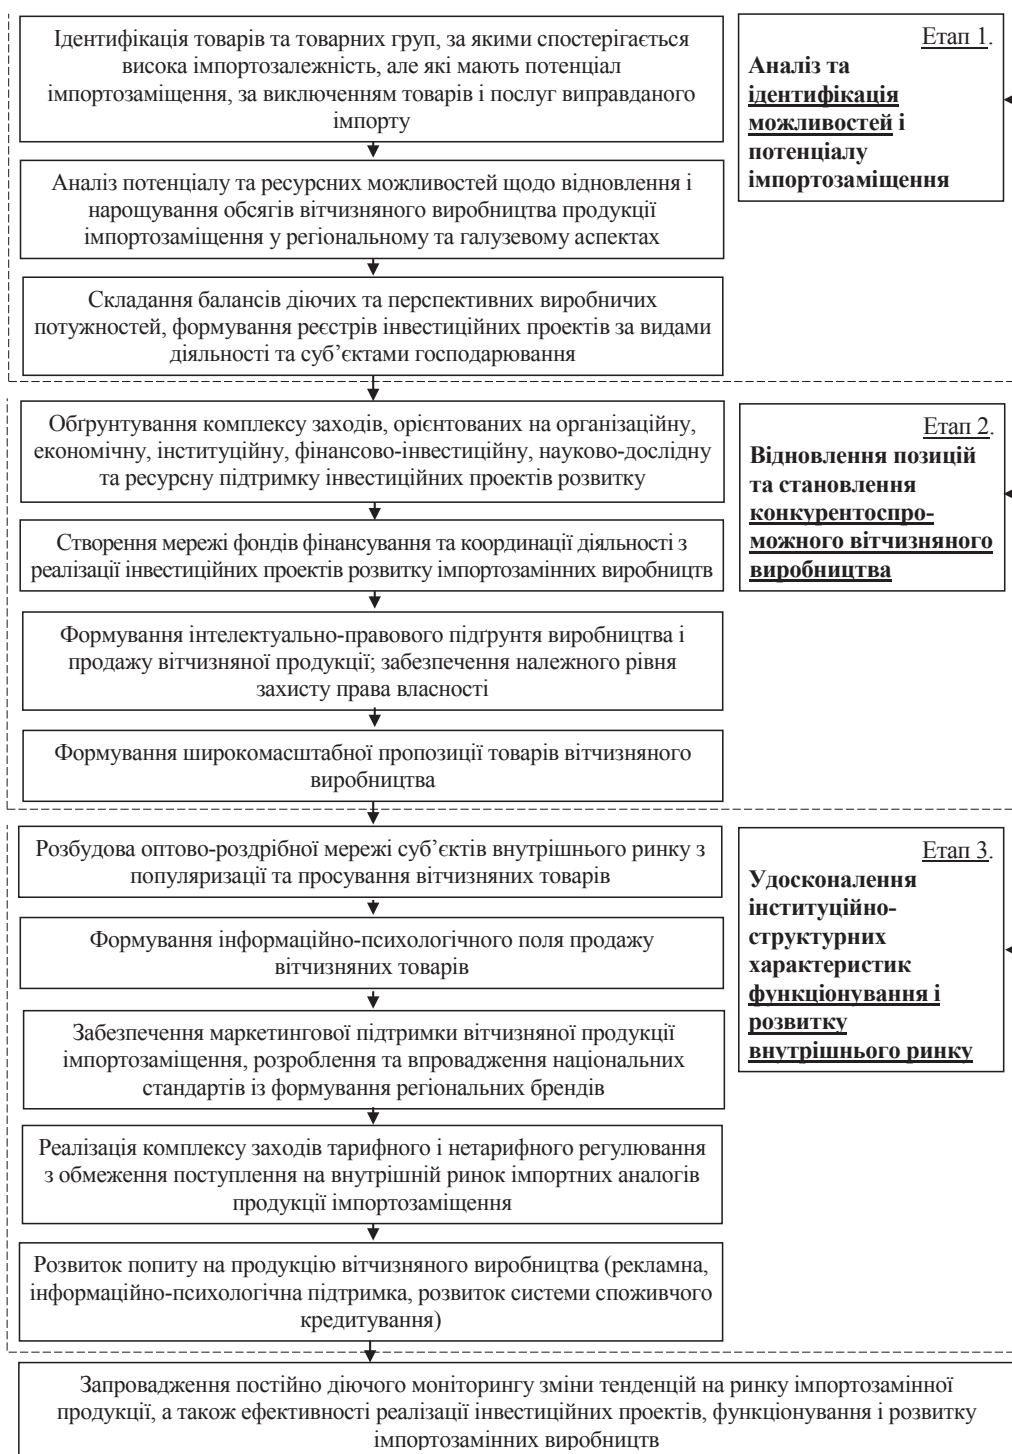 Ідентифікація товарів та товарних груп, за якими спостерігається
висока імпортозалежність, але які мають потенціал
імпортозаміщення, за виключенням товарів і послуг виправданого
імпорту
Аналіз потенціалу та ресурсних можливостей щодо відновлення і
нарощування обсягів вітчизняного виробництва продукції
імпортозаміщення у регіональному та галузевому аспектах
Складання балансів діючих та перспективних виробничих
потужностей, формування реєстрів інвестиційних проектів за видами
діяльності та суб’єктами господарювання
Етап 1.
Аналіз та
ідентифікація
можливостей і
потенціалу
імпортозаміщення
Обґрунтування комплексу заходів, орієнтованих на організаційну,
економічну, інституційну, фінансово-інвестиційну, науково-дослідну
та ресурсну підтримку інвестиційних проектів розвитку
Створення мережі фондів фінансування та координації діяльності з
реалізації інвестиційних проектів розвитку імпортозамінних виробництв
Формування інтелектуально-правового підґрунтя виробництва і
продажу вітчизняної продукції; забезпечення належного рівня
захисту права власності
Формування широкомасштабної пропозиції товарів вітчизняного
виробництва
Етап 2.
Відновлення позицій
та становлення
конкурентоспро-
можного вітчизняного
виробництва
Розбудова оптово-роздрібної мережі суб’єктів внутрішнього ринку з
популяризації та просування вітчизняних товарів
Формування інформаційно-психологічного поля продажу
вітчизняних товарів
Забезпечення маркетингової підтримки вітчизняної продукції
імпортозаміщення, розроблення та впровадження національних
стандартів із формування регіональних брендів
Реалізація комплексу заходів тарифного і нетарифного регулювання
з обмеження поступлення на внутрішній ринок імпортних аналогів
продукції імпортозаміщення
Розвиток попиту на продукцію вітчизняного виробництва (рекламна,
інформаційно-психологічна підтримка, розвиток системи споживчого
кредитування)
Етап 3.
Удосконалення
інституційно-
структурних
характеристик
функціонування і
розвитку
внутрішнього ринку
Запровадження постійно діючого моніторингу зміни тенденцій на ринку імпортозамінної
продукції, а також ефективності реалізації інвестиційних проектів, функціонування і розвитку
імпортозамінних виробництв